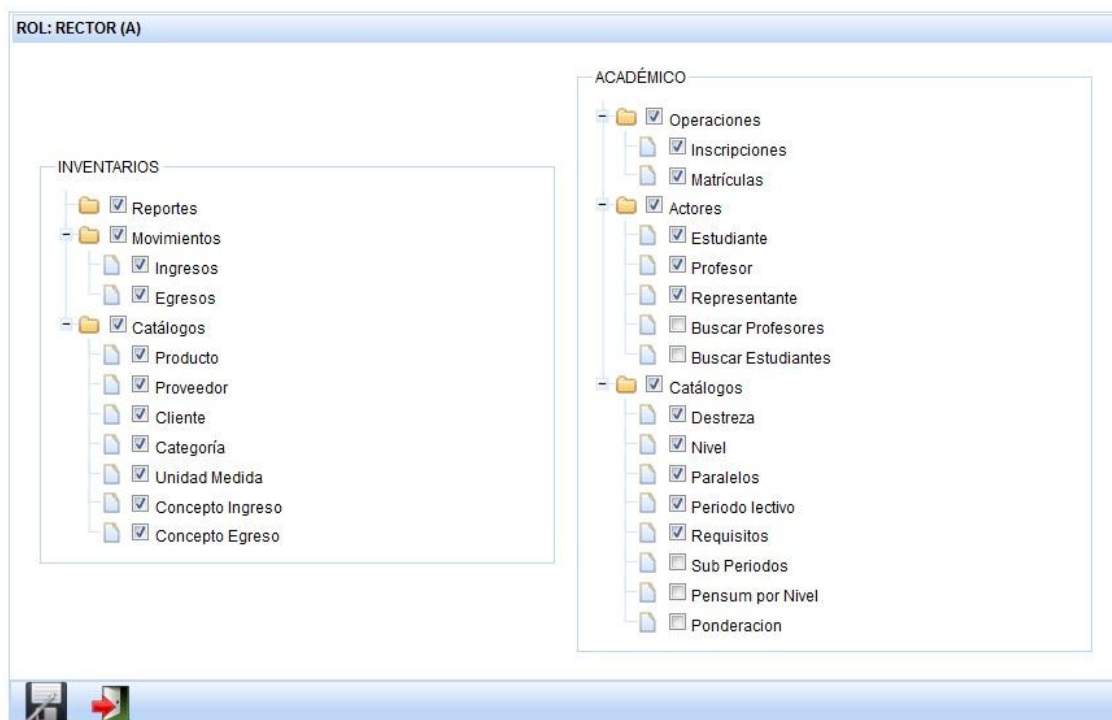 ROL: RECTOR (A)
INVENTARIOS
Reportes
Movimientos
Ingresos
Egresos
Catálogos
Producto
Proveedor
Cliente
Categoría
Unidad Medida
Concepto Ingreso
Concepto Egreso
ACADÉMICO
Operaciones
Inscripciones
Matrículas
Actores
Estudiante
Profesor
Representante
Buscar Profesores
Buscar Estudiantes
Catálogos
Destreza
Nivel
Paralelos
Periodo lectivo
Requisitos
Sub Periodos
Pensum por Nivel
Ponderacion